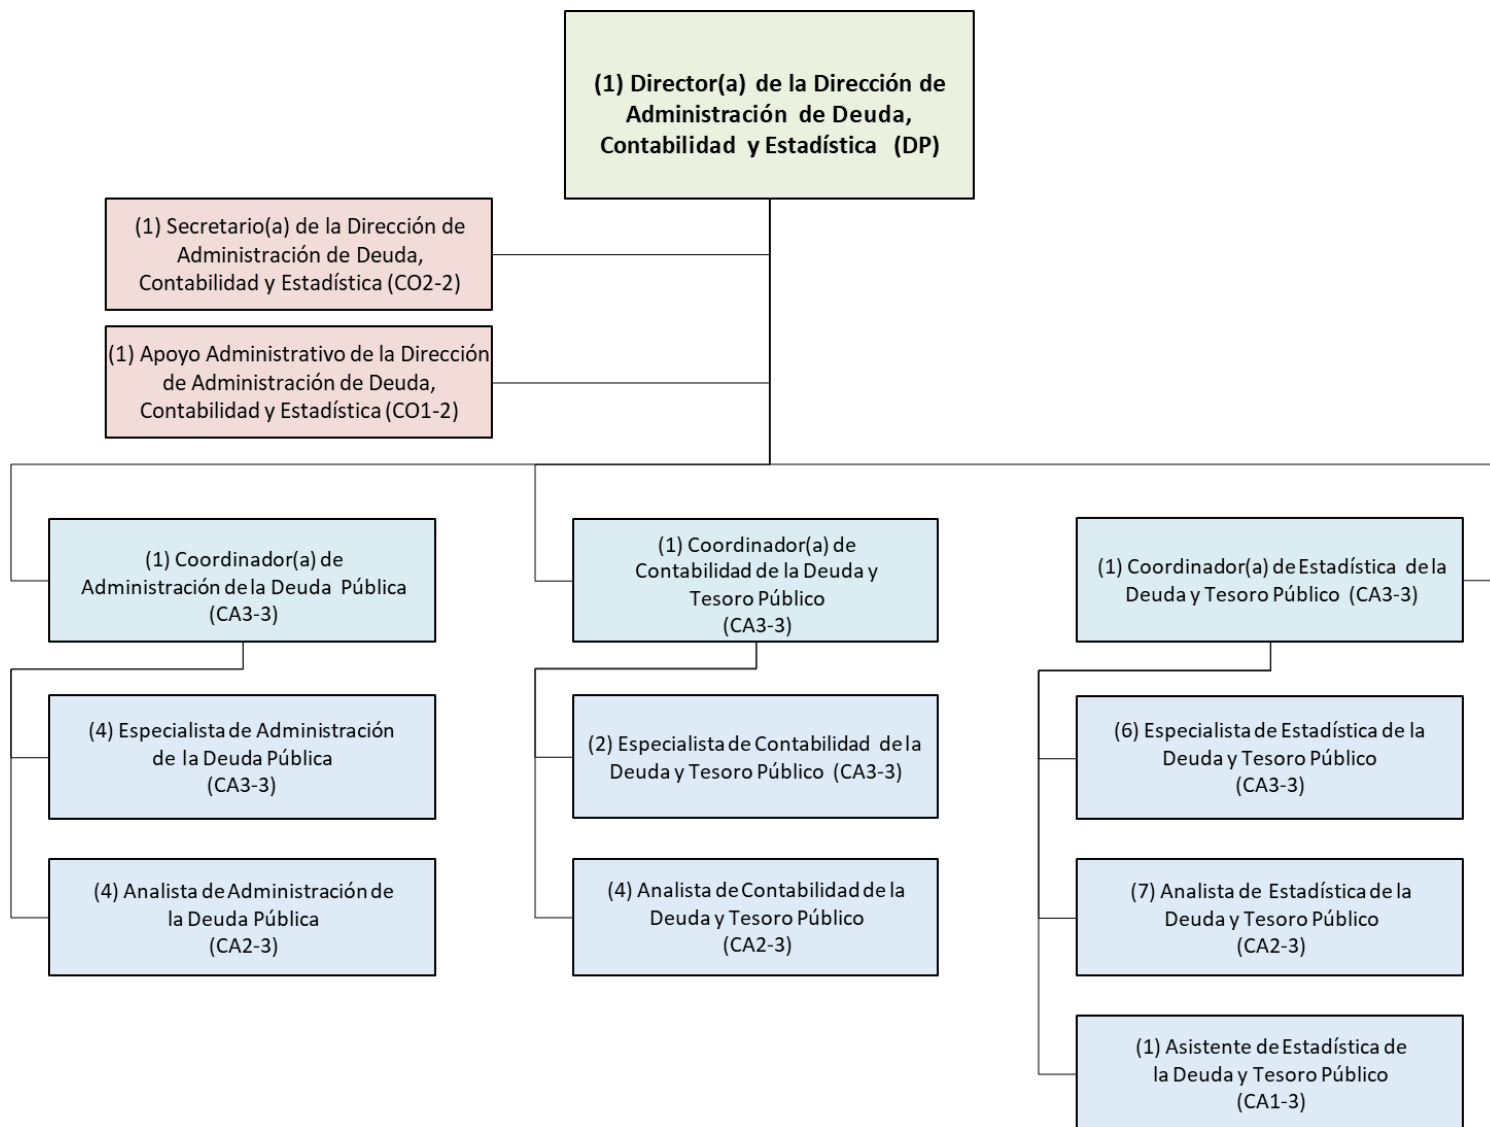 (1) Director(a) de la Dirección de
Administración de Deuda,
Contabilidad y Estadística (DP)
(1) Secretario(a) de la Dirección de
Administración de Deuda,
Contabilidad y Estadística (CO2-2)
(1) Apoyo Administrativo de la Dirección
de Administración de Deuda,
Contabilidad y Estadística (CO1-2)
(1) Coordinador(a) de
Administración de la Deuda Pública
(CA3-3)
(1) Coordinador(a) de
Contabilidad de la Deuda y
Tesoro Público
(CA3-3)
(1) Coordinador(a) de Estadística de la
Deuda y Tesoro Público (CA3-3)
(4) Especialista de Administración
de la Deuda Pública
(CA3-3)
(2) Especialista de Contabilidad de la
Deuda y Tesoro Público (CA3-3)
(6) Especialista de Estadística de la
Deuda y Tesoro Público
(CA3-3)
(4) Analista de Administración de
la Deuda Pública
(CA2-3)
(4) Analista de Contabilidad de la
Deuda y Tesoro Público
(CA2-3)
(7) Analista de Estadística de la
Deuda y Tesoro Público
(CA2-3)
(1) Asistente de Estadística de
la Deuda y Tesoro Público
(CA1-3)